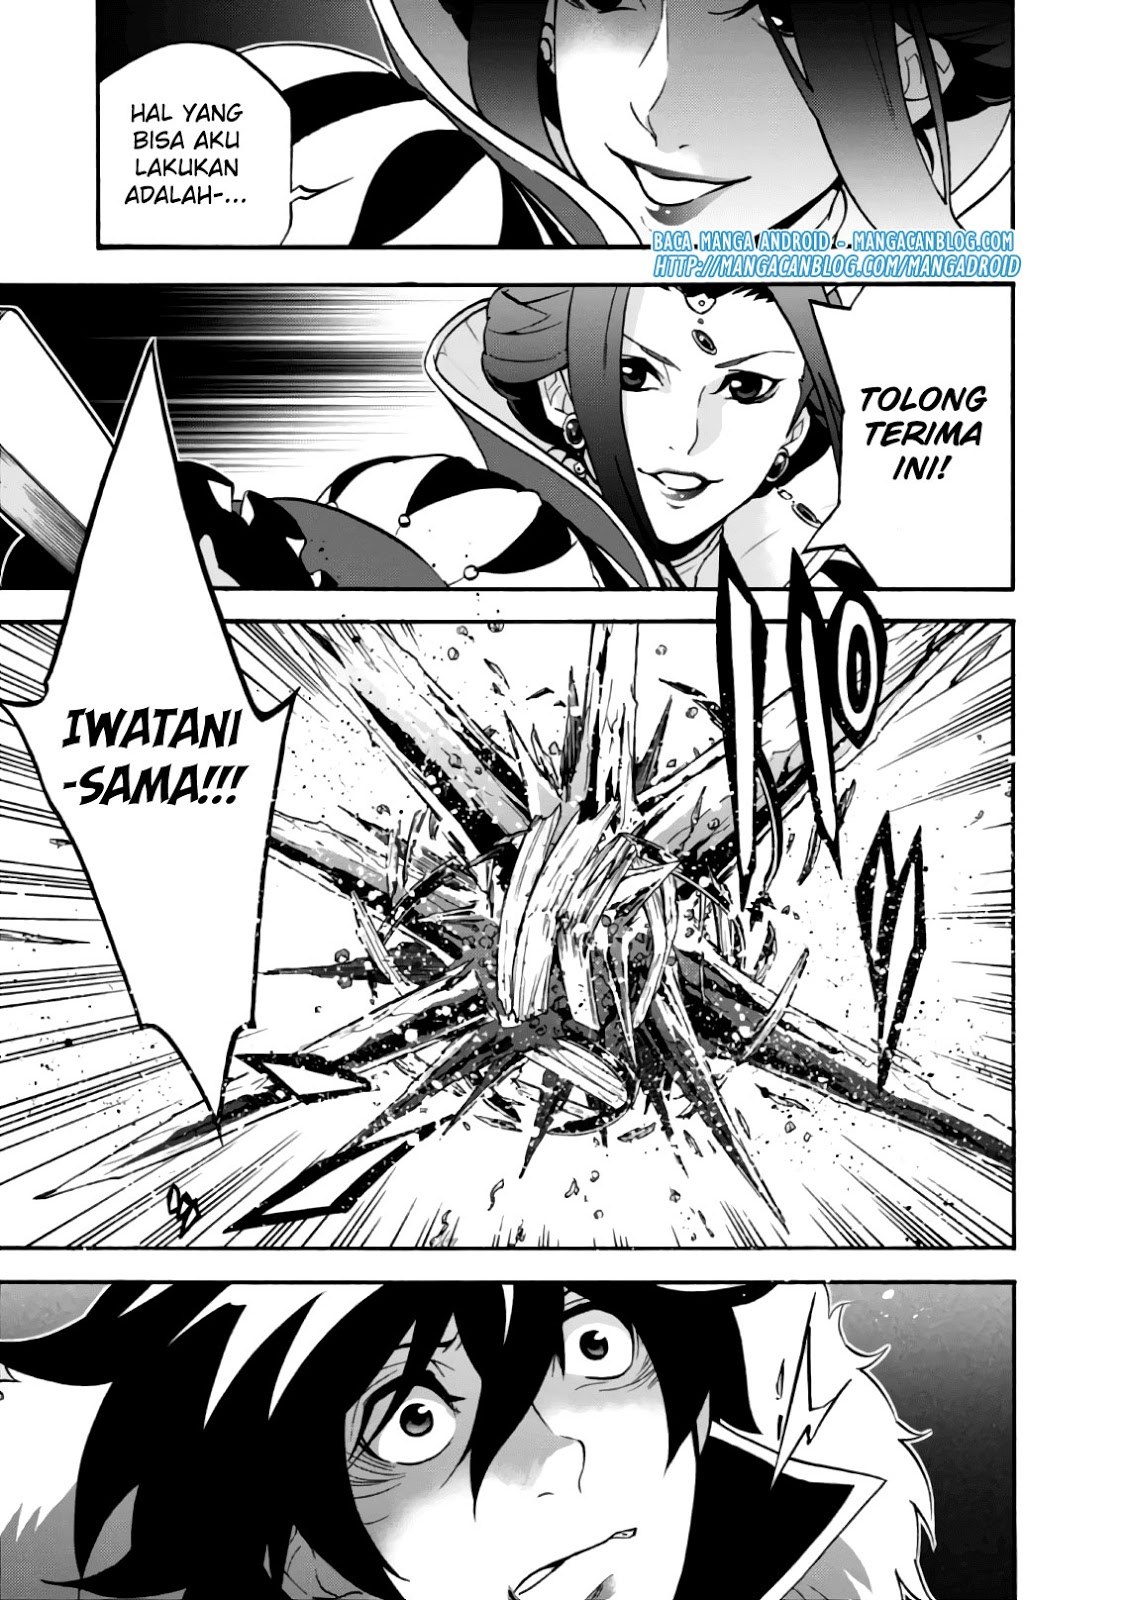 HAL YANG
BISA AKU
LAKUKAN
ADALAH-...
BACA MANGA ANDROID - MANGACANBLOG.COM
HTTP://MANGACANBLOG.COM/MANGADROID
TOLONG
TERIMA
INI!
IWATANI
-SAMA!!!